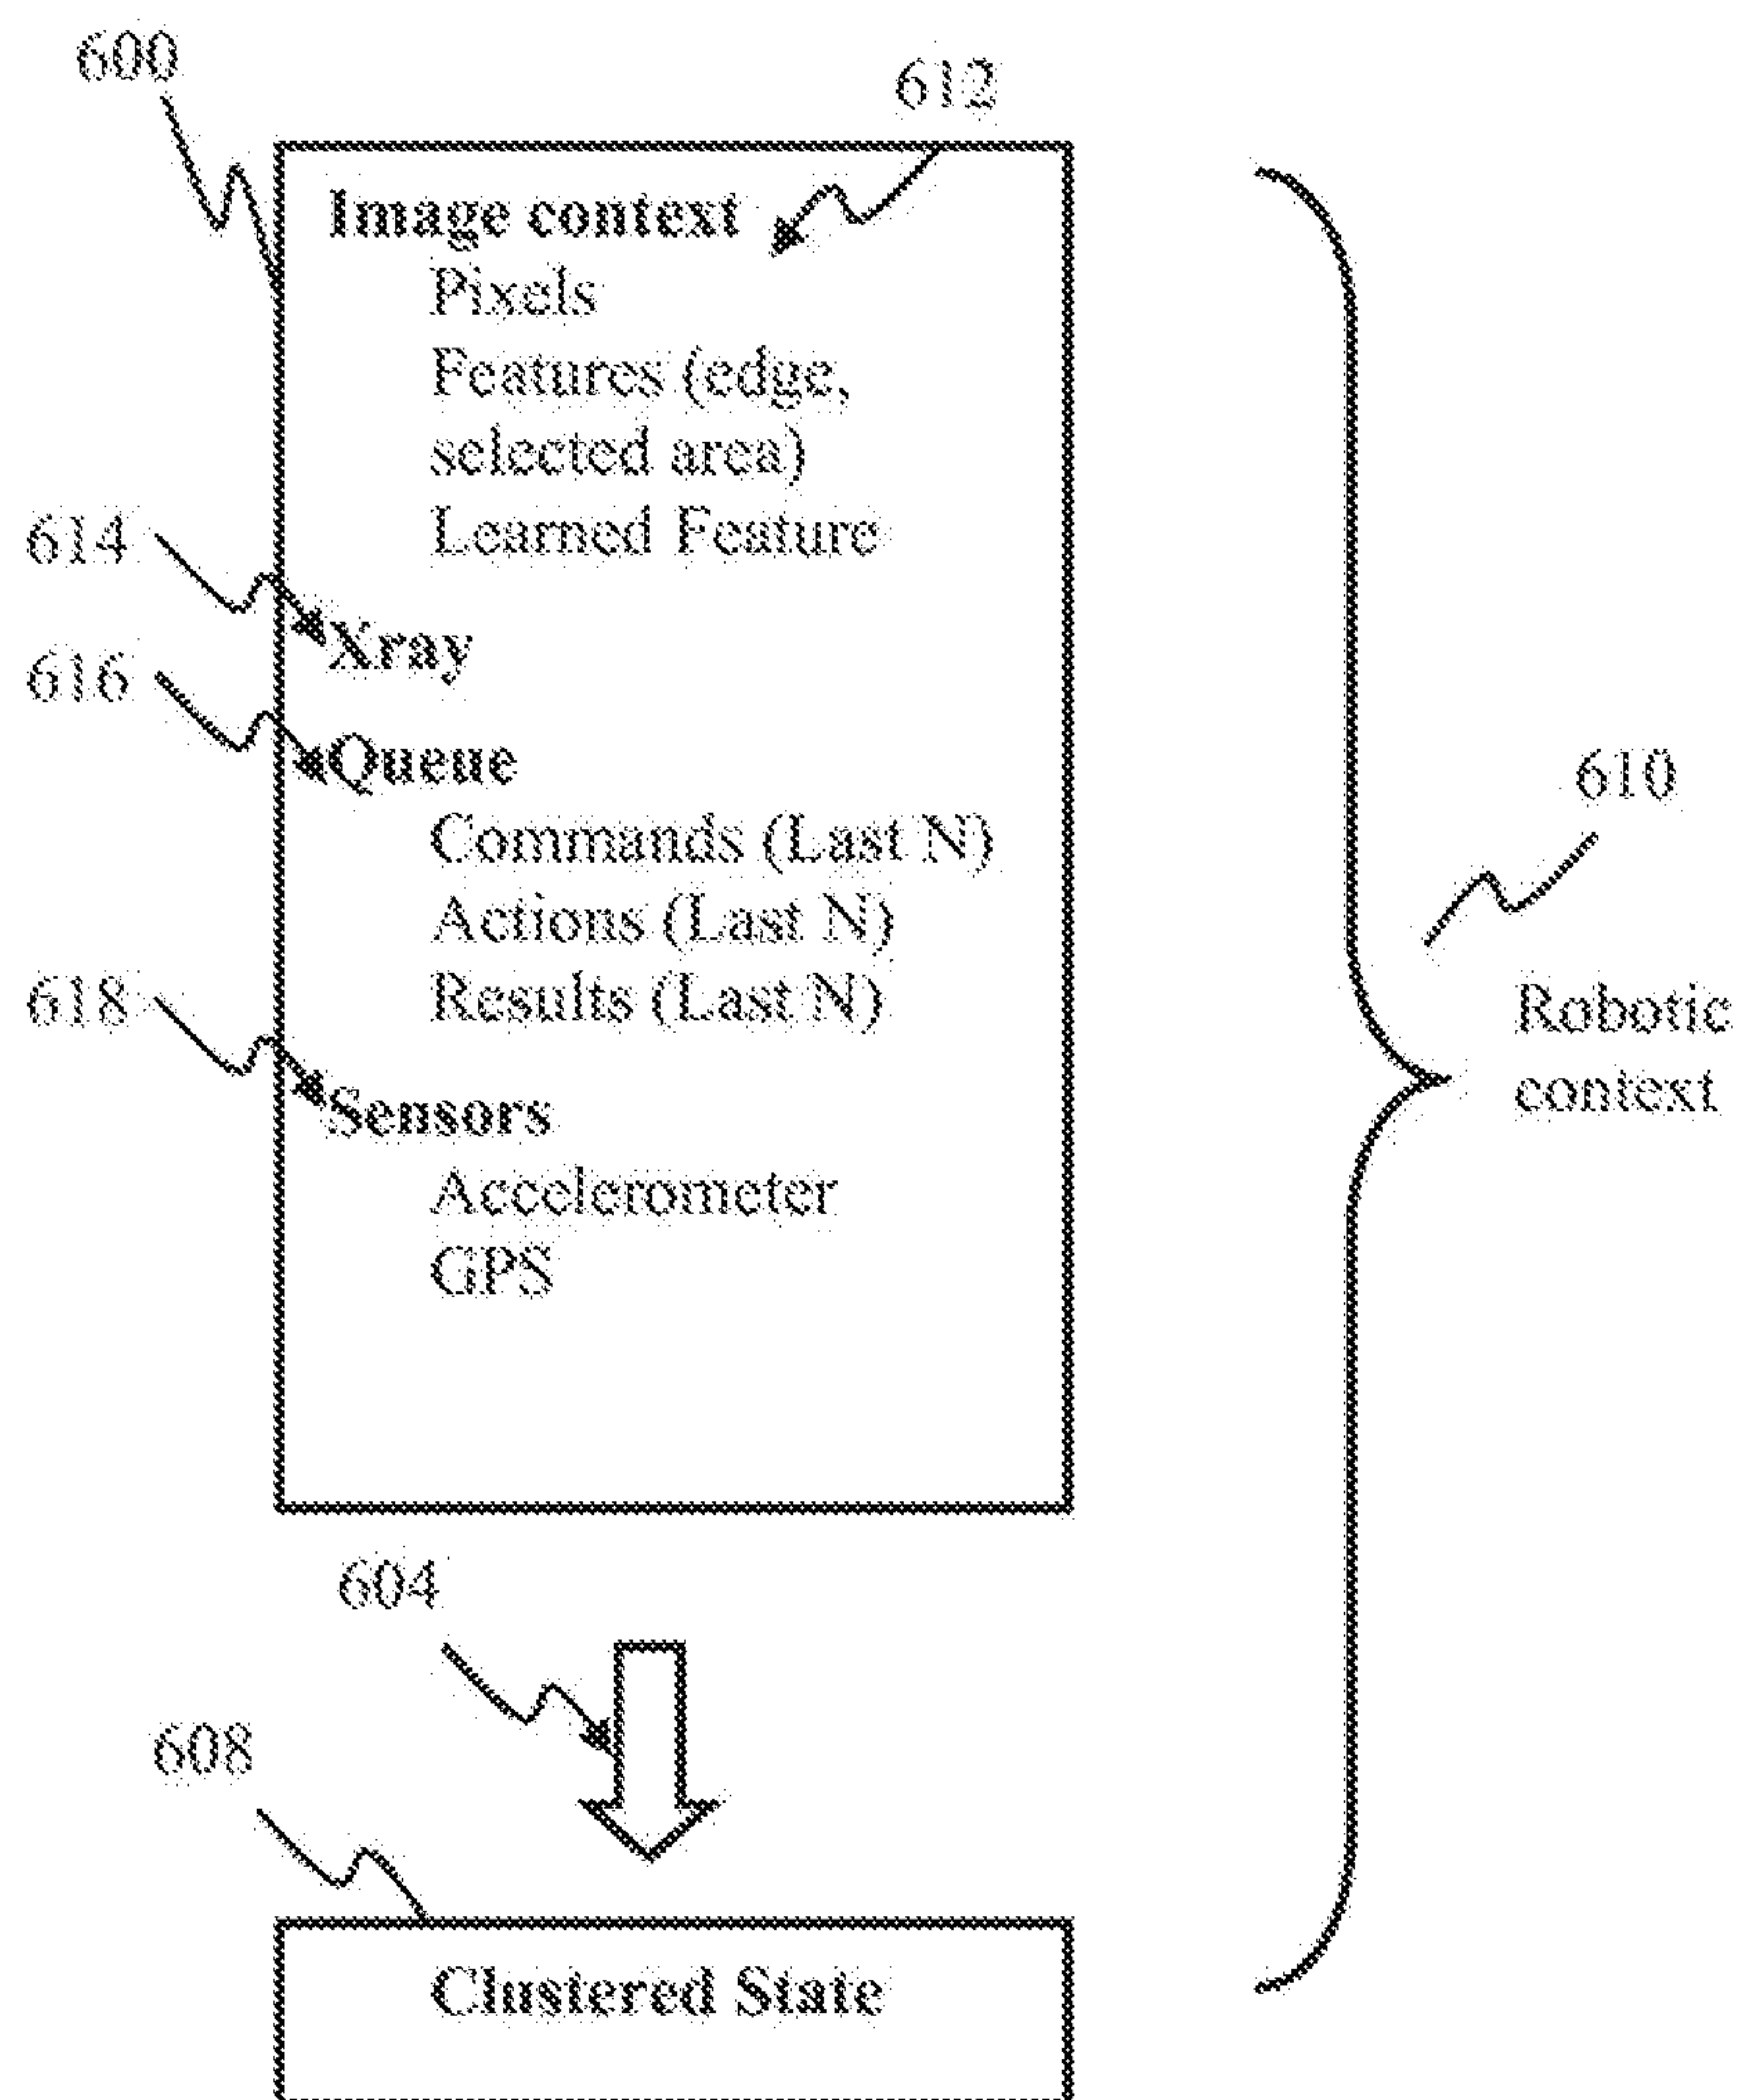 600
612
Image context
Pixels
Features (edge,
selected area)
Learned Feature
614
Xray
616
Queue
Commands (Last N)
Actions (Last N)
Results (Last N)
610
618
Sensors
Accelerometer
GPS
Robotic
context
604
608
Clustered State